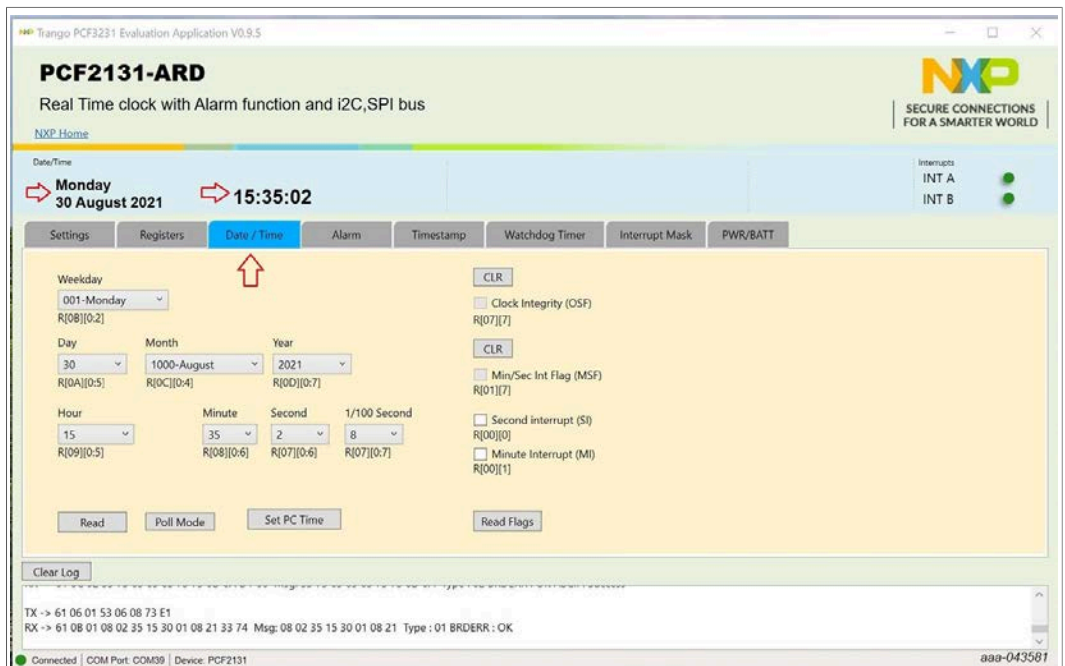 NXP Trango PCF3231 Evaluation Application V0.9.5
PCF2131-ARD
Real Time clock with Alarm function and i2C,SPI bus
NXP Home
NXP
SECURE CONNECTIONS
FOR A SMARTER WORLD
Date/Time
Monday
30 August 2021
15:35:02
Interrupts
INT A
INT B
Settings Registers Date / Time Alarm Timestamp Watchdog Timer Interrupt Mask PWR/BATT
Weekday
001-Monday
R[0B][0:2]
Day Month Year
30 1000-August 2021
R[0A][0:5] R[0C][0:4] R[0D][0:7]
Hour Minute Second 1/100 Second
15 35 2 8
R[09][0:5] R[08][0:6] R[07][0:6] R[07][0:7]
Read Poll Mode Set PC Time
CLR
Clock Integrity (OSF)
R[07][7]
CLR
Min/Sec Int Flag (MSF)
R[01][7]
Second interrupt (SI)
R[00][0]
Minute Interrupt (MI)
R[00][1]
Read Flags
Clear Log
TX -> 61 06 01 53 06 08 73 E1
RX -> 61 0B 01 08 02 35 15 30 01 08 21 33 74 Msg: 08 02 35 15 30 01 08 21 Type : 01 BRDERR : OK
Connected COM Port: COM39 Device: PCF2131
aaa-043581